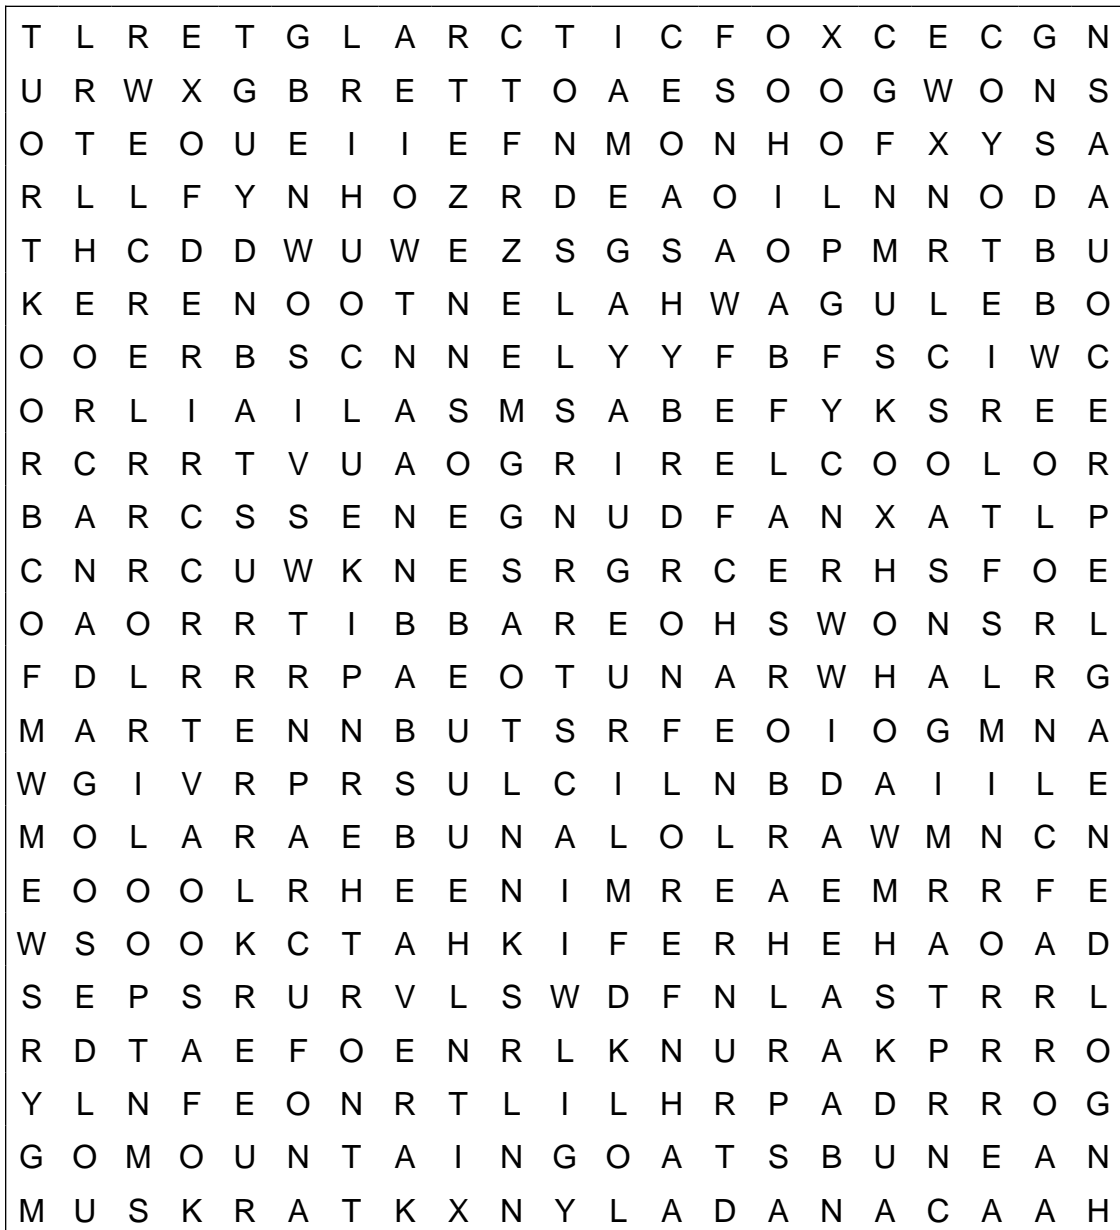 T L R E T G L A R C T I C F O X C E C G N
U R W X G B R E T T O A E S O O G W O N S
O T E O U E I I E F N M O N H O F X Y S A
R L L F Y N H O Z R D E A O I L N N O D A
T H C D D W U W E Z S G S A O P M R T B U
K E R E N O O T N E L A H W A G U L E B O
O O E R B S C N N E L Y Y F B F S C I W C
O R L I A I L A S M S A B E F Y K S R E E
R C R R T V U A O G R I R E L C O O L O R
B A R C S S E N E G N U D F A N X A T L P
C N R C U W K N E S R G R C E R H S F O E
O A O R R T I B B A R E O H S W O N S R L
F D L R R R P A E O T U N A R W H A L R G
M A R T E N N B U T S R F E O I O G M N A
W G I V R P R S U L C I L N B D A I I L E
M O L A R A E B U N A L O L R A W M N C N
E O O O L R H E E N I M R E A E M R R F E
W S O O K C T A H K I F E R H E H A O A D
S E P S R U R V L S W D F N L A S T R R L
R D T A E F O E N R L K N U R A K P R R O
Y L N F E O N R T L I L H R P A D R R O G
G O M O U N T A I N G O A T S B U N E A N
M U S K R A T K X N Y L A D A N A C A A H